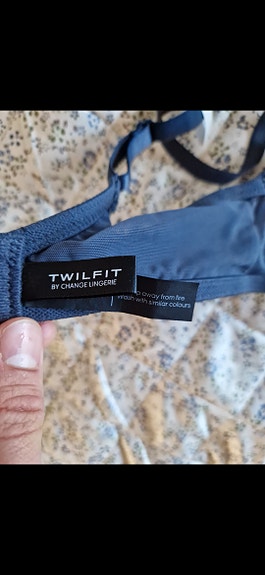 TWILFIT
BY CHANGE LINGERIE
away from fire
wash with similar colours